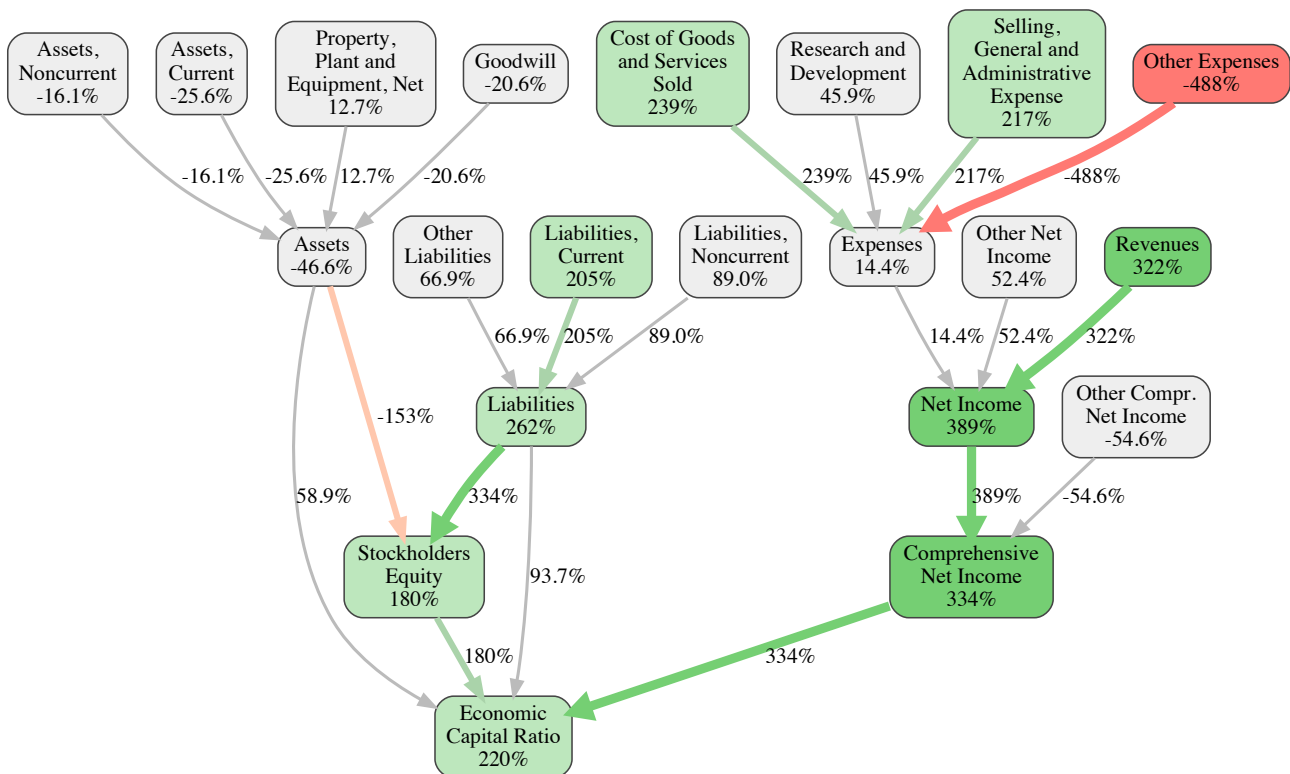 Assets,
Noncurrent
-16.1%
Assets,
Current
-25.6%
Property,
Plant and
Equipment, Net
12.7%
Goodwill
-20.6%
Cost of Goods
and Services
Sold
239%
Research and
Development
45.9%
Selling,
General and
Administrative
Expense
217%
Other Expenses
-488%
-16.1%
-25.6%
12.7%
-20.6%
239%
45.9%
217%
-488%
Assets
-46.6%
Other
Liabilities
66.9%
Liabilities,
Current
205%
Liabilities,
Noncurrent
89.0%
Expenses
14.4%
Other Net
Income
52.4%
Revenues
322%
66.9%
205%
89.0%
14.4%
52.4%
322%
-153%
Liabilities
262%
Net Income
389%
Other Compr.
Net Income
-54.6%
58.9%
334%
389%
-54.6%
Stockholders
Equity
180%
93.7%
Comprehensive
Net Income
334%
180%
334%
Economic
Capital Ratio
220%